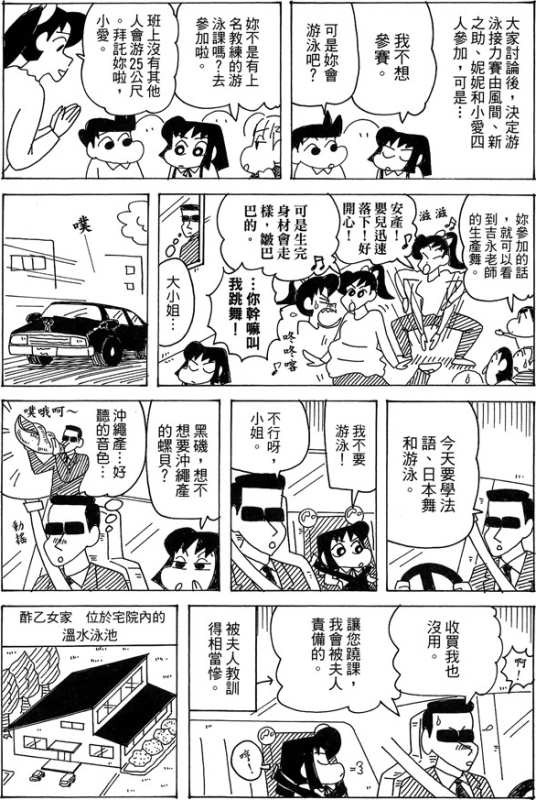 大家討論後，決定游
泳接力賽由風間、新
之助、妮妮和小愛四
人參加，可是…
我不想
參賽。
可是妳會
游泳吧？
妳不是有上
名教練的游
泳課嗎？去
參加啦。
班上沒有其他
人會游25公尺
。拜託妳啦，
小愛。
妳參加的話
，就可以看
到吉永老師
的生產舞。
滋滋
安產！
嬰兒迅速
落下！好
開心！
可是生完
身材會走
樣，皺巴
巴的。
咚咚喀
…你幹嘛叫
我跳舞！
大小姐…
噗
今天要學法
語、日本舞
和游泳。
我不要
游泳！
不行呀，
小姐。
黑磯，想不
想要沖繩產
的螺貝？
沖繩產…好
聽的音色…
噗哦呵～
動搖
啊！
收買我也
沒用。
讓您蹺課，
我會被夫人
責備的。
哼！
被夫人教訓
得相當慘。
酢乙女家　位於宅院內的
溫水泳池